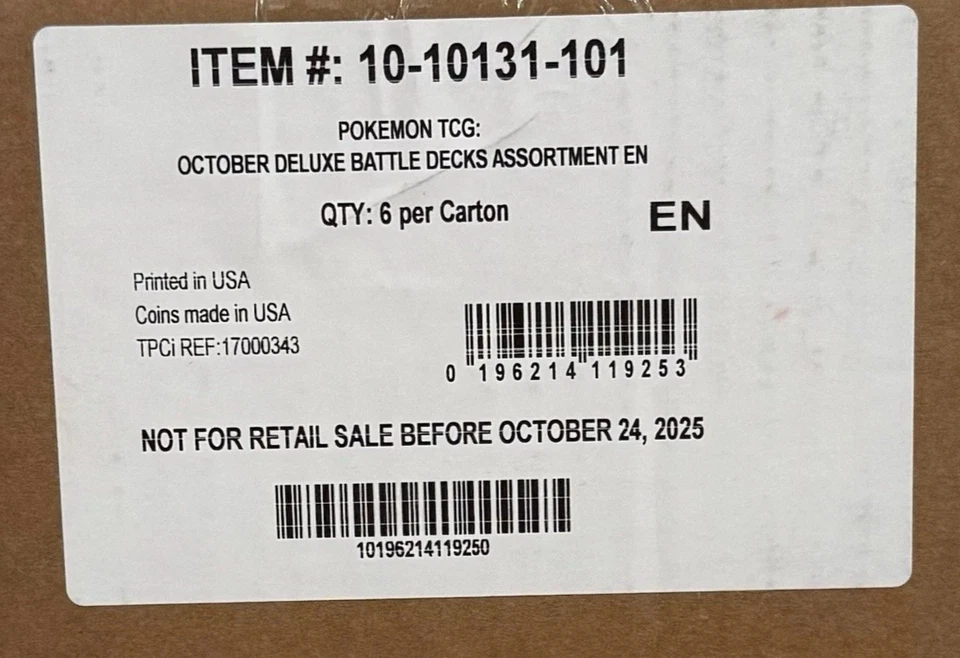 ITEM #: 10-10131-101
POKEMON TCG:
OCTOBER DELUXE BATTLE DECKS ASSORTMENT EN
QTY: 6 per Carton
EN
Printed in USA
Coins made in USA
TPCi REF:17000343
0 196214 119253
NOT FOR RETAIL SALE BEFORE OCTOBER 24, 2025
10196214119250